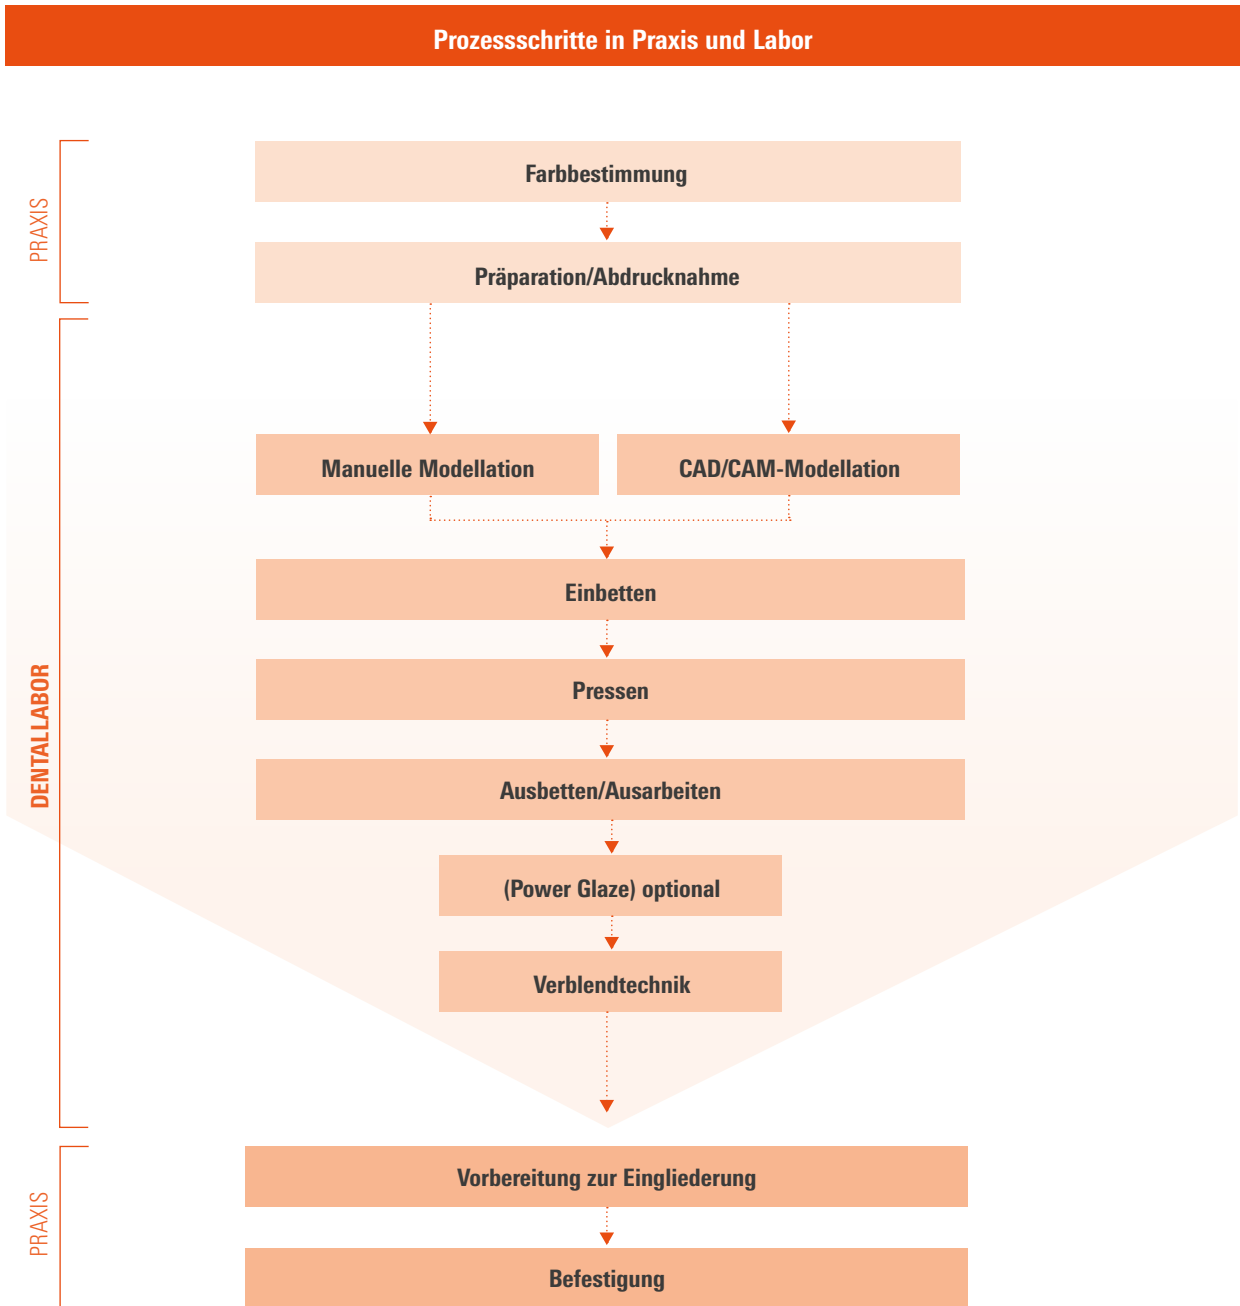 Prozessschritte in Praxis und Labor
PRAXIS
Farbbestimmung
Präparation/Abdrucknahme
DENTALLABOR
Manuelle Modellation
CAD/CAM-Modellation
Einbetten
Pressen
Ausbetten/Ausarbeiten
(Power Glaze) optional
Verblendtechnik
PRAXIS
Vorbereitung zur Eingliederung
Befestigung